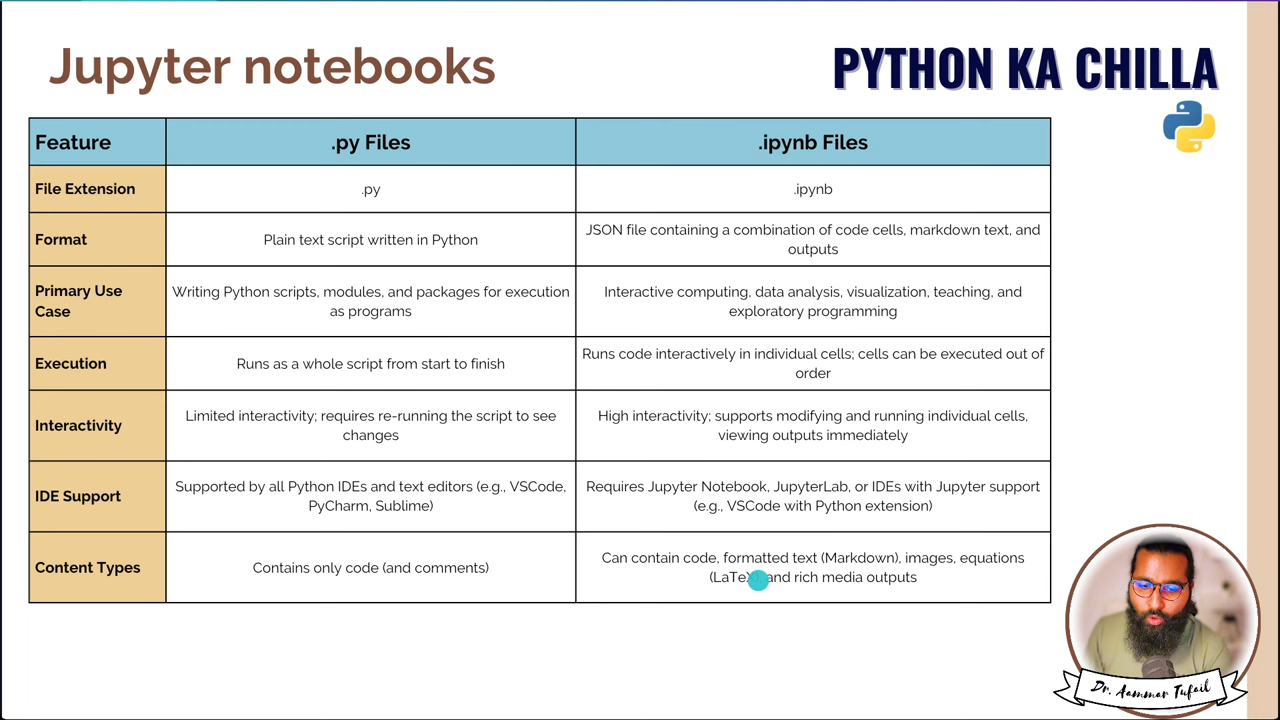 Jupyter notebooks
PYTHON KA CHILLA
Feature
.py Files
.ipynb Files
File Extension
.py
.ipynb
Format
Plain text script written in Python
JSON file containing a combination of code cells, markdown text, and
outputs
Primary Use
Case
Writing Python scripts, modules, and packages for execution
as programs
Interactive computing, data analysis, visualization, teaching, and
exploratory programming
Execution
Runs as a whole script from start to finish
Runs code interactively in individual cells; cells can be executed out of
order
Interactivity
Limited interactivity; requires re-running the script to see
changes
High interactivity; supports modifying and running individual cells,
viewing outputs immediately
IDE Support
Supported by all Python IDEs and text editors (e.g., VSCode,
PyCharm, Sublime)
Requires Jupyter Notebook, JupyterLab, or IDEs with Jupyter support
(e.g., VSCode with Python extension)
Content Types
Contains only code (and comments)
Can contain code, formatted text (Markdown), images, equations
(LaTeX), and rich media outputs
Dr. Aammar Tufail